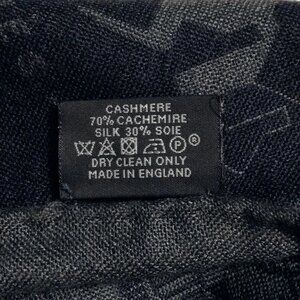 CASHMERE
70% CACHEMIRE
SILK 30% SOIE
P
DRY CLEAN ONLY
MADE IN ENGLAND